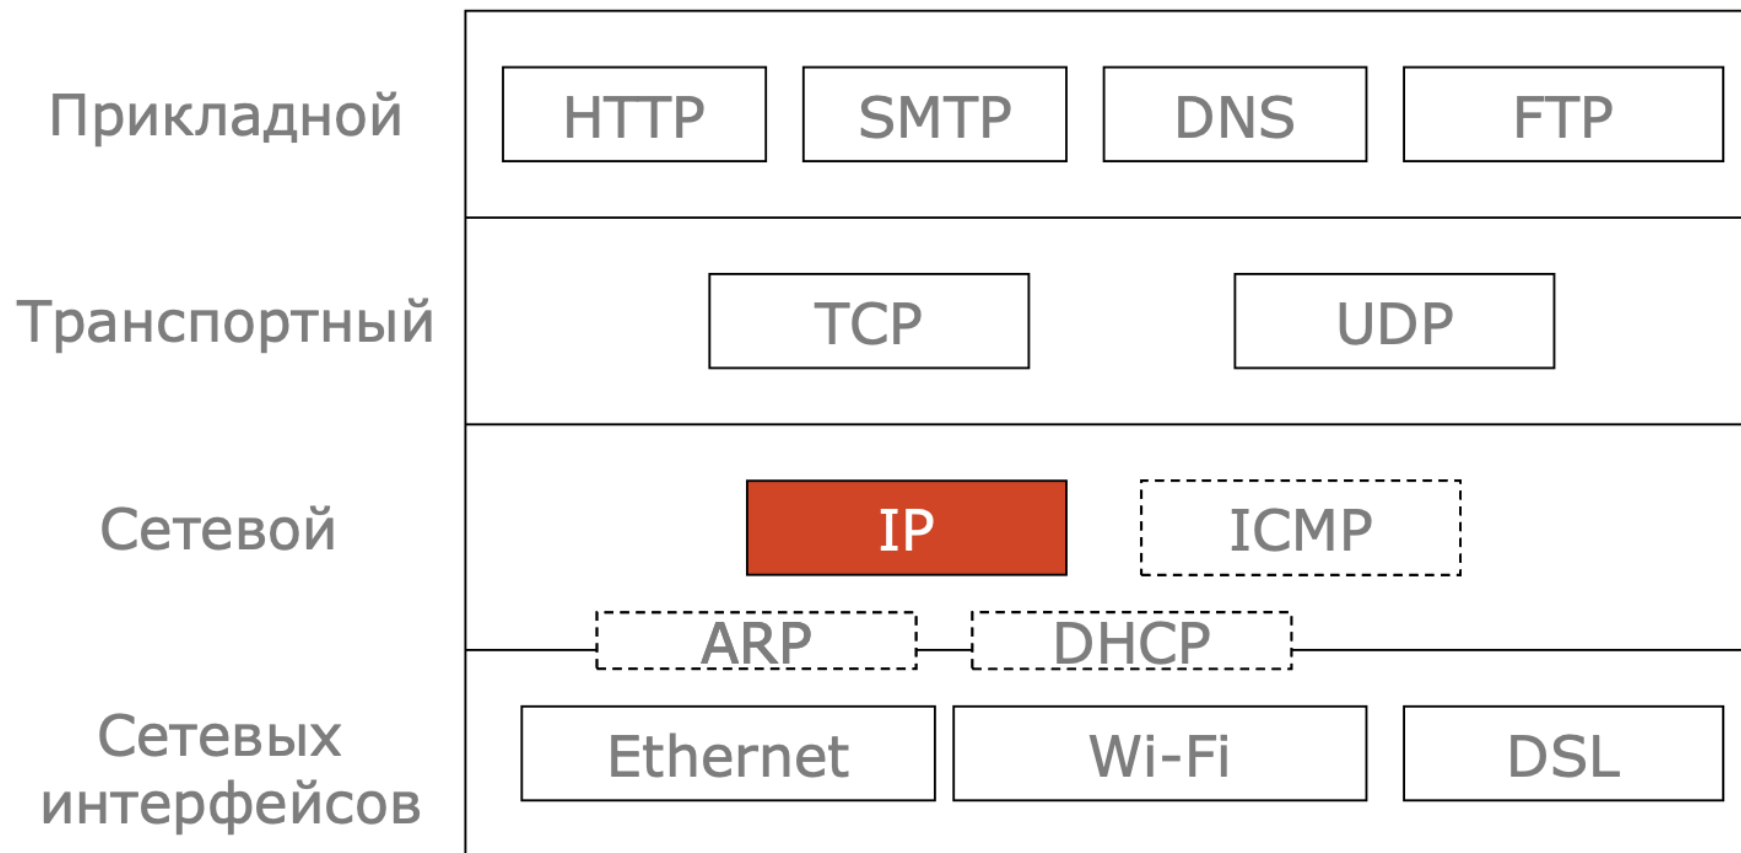 Прикладной
HTTP
SMTP
DNS
FTP
Транспортный
TCP
UDP
Сетевой
IP
ICMP
ARP
DHCP
Сетевых
интерфейсов
Ethernet
Wi-Fi
DSL